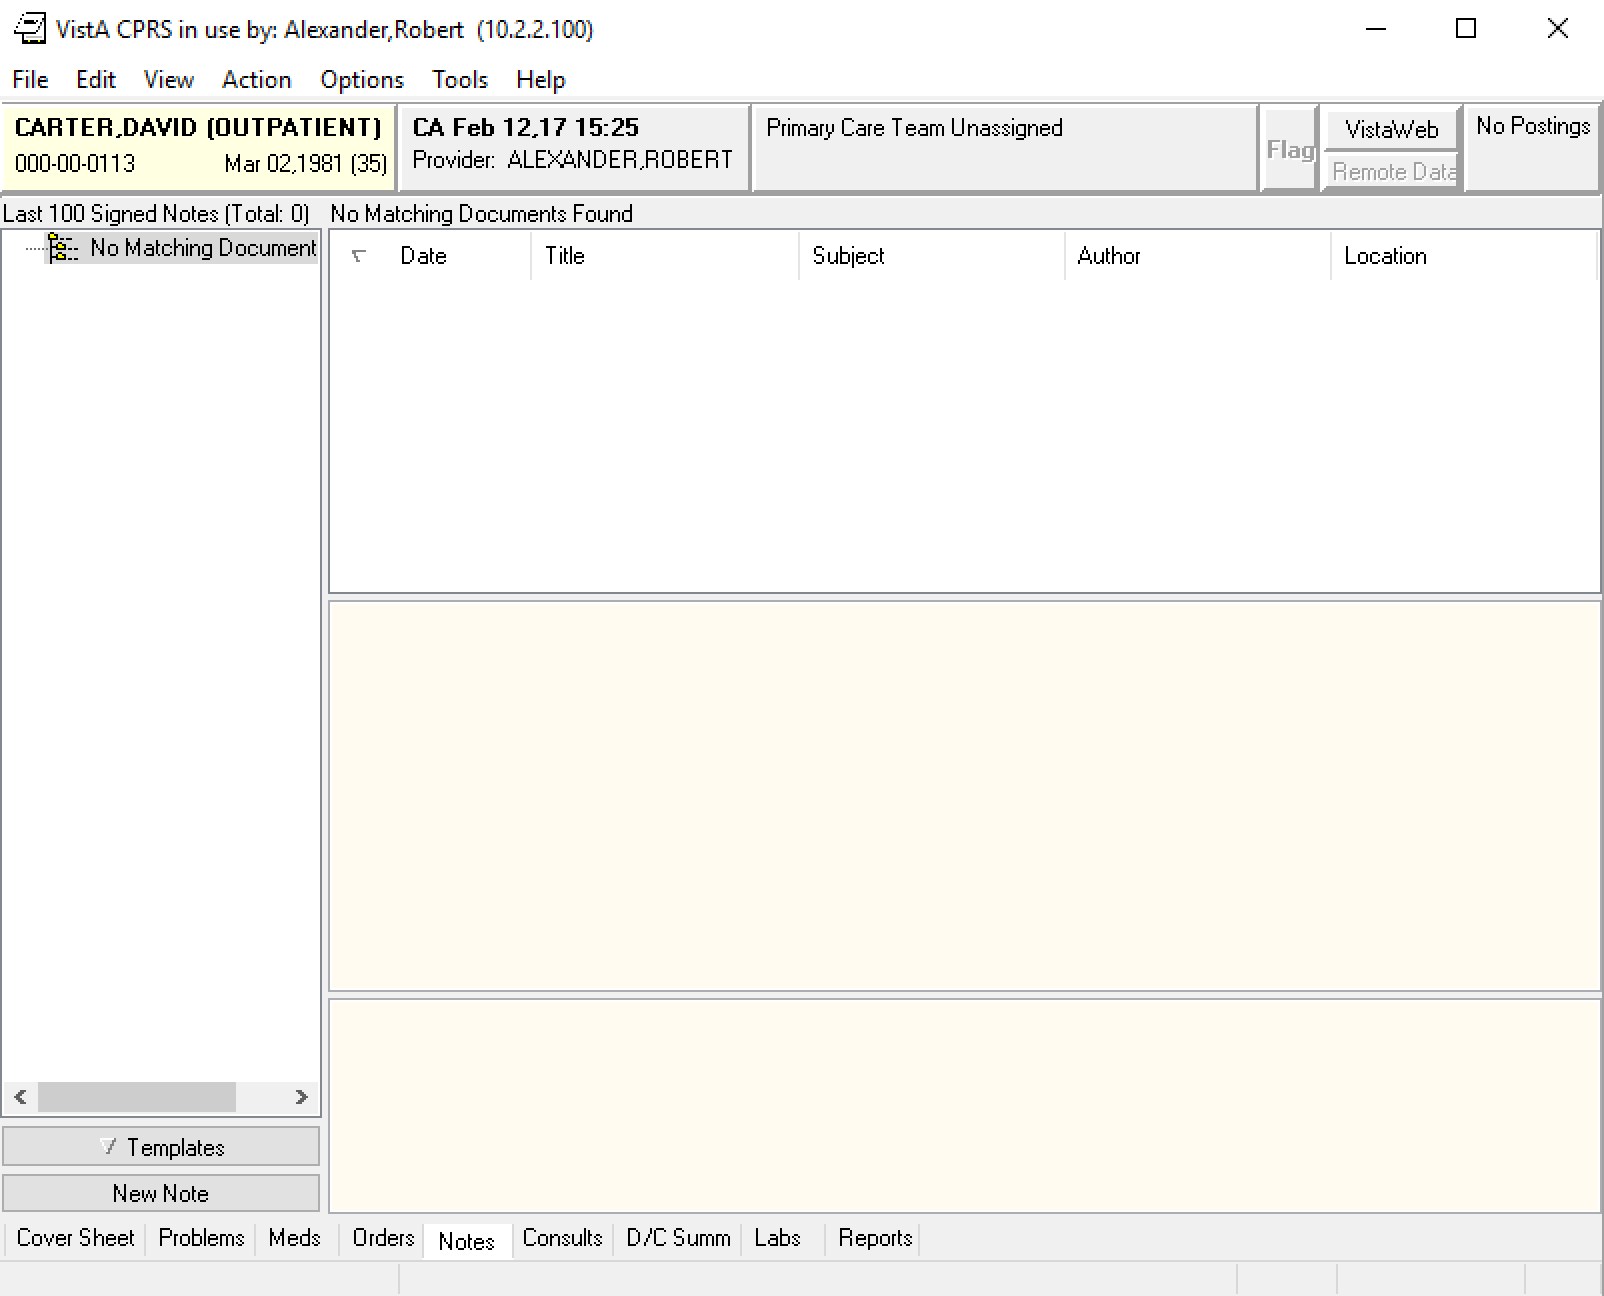 VistA CPRS in use by: Alexander,Robert (10.2.2.100)
File Edit View Action Options Tools Help
CARTER,DAVID (OUTPATIENT)
000-00-0113 Mar 02,1981 (35)
CA Feb 12,17 15:25
Provider: ALEXANDER,ROBERT
Primary Care Team Unassigned
Flag
VistaWeb
Remote Data
No Postings
Last 100 Signed Notes (Total: 0)
No Matching Documents Found
No Matching Document
Date Title Subject Author Location
Templates
New Note
Cover Sheet Problems Meds Orders Notes Consults D/C Summ Labs Reports